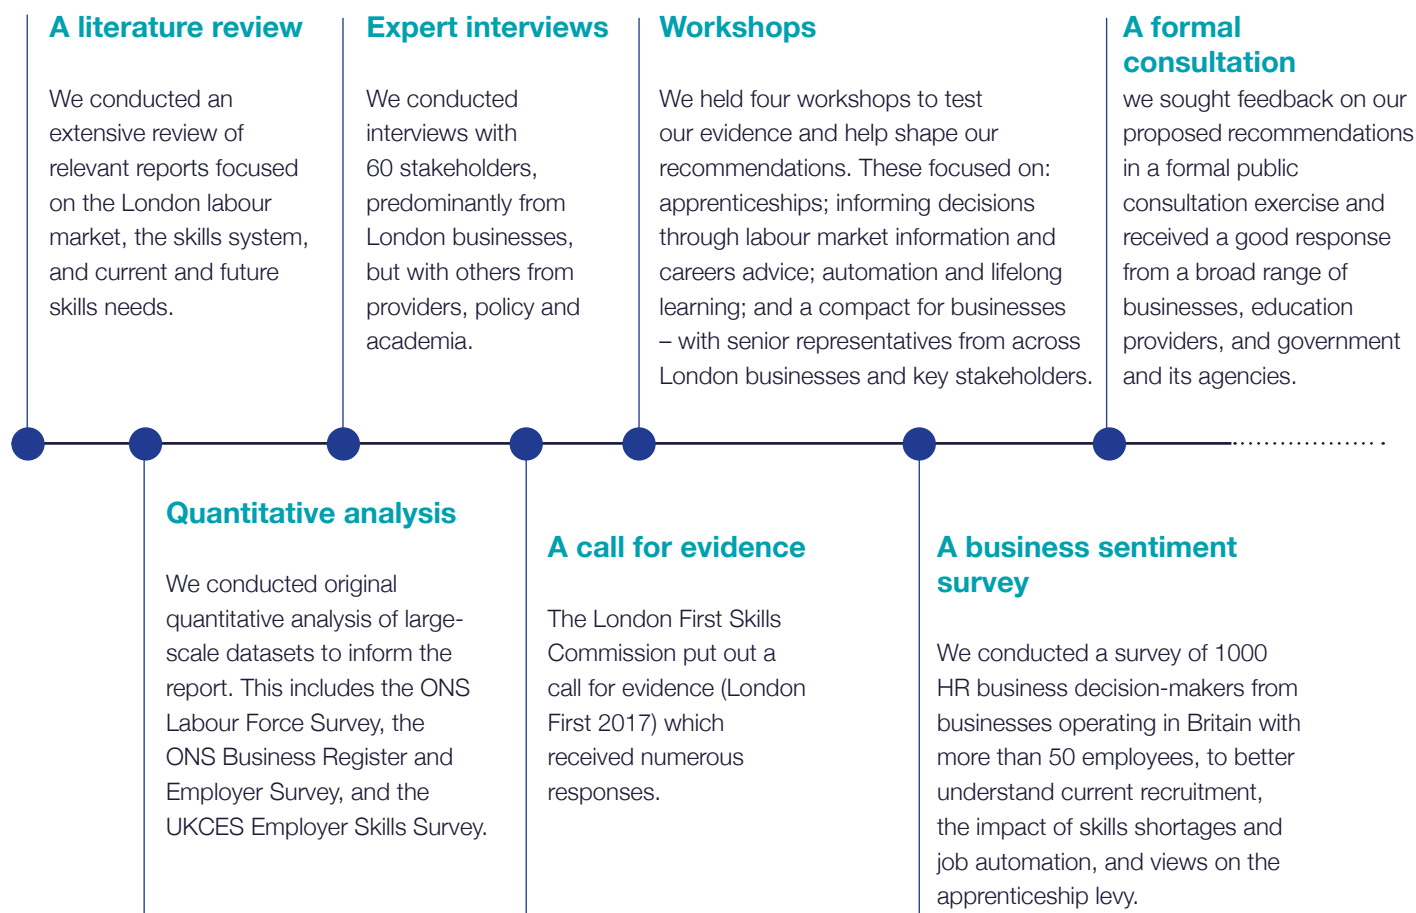 A literature review
We conducted an
extensive review of
relevant reports focused
on the London labour
market, the skills system,
and current and future
skills needs.
Expert interviews
We conducted
interviews with
60 stakeholders,
predominantly from
London businesses,
but with others from
providers, policy and
academia.
Workshops
We held four workshops to test
our evidence and help shape our
recommendations. These focused on:
apprenticeships; informing decisions
through labour market information and
careers advice; automation and lifelong
learning; and a compact for businesses
– with senior representatives from across
London businesses and key stakeholders.
A formal
consultation
we sought feedback on our
proposed recommendations
in a formal public
consultation exercise and
received a good response
from a broad range of
businesses, education
providers, and government
and its agencies.
Quantitative analysis
We conducted original
quantitative analysis of large-
scale datasets to inform the
report. This includes the ONS
Labour Force Survey, the
ONS Business Register and
Employer Survey, and the
UKCES Employer Skills Survey.
A call for evidence
The London First Skills
Commission put out a
call for evidence (London
First 2017) which
received numerous
responses.
A business sentiment
survey
We conducted a survey of 1000
HR business decision-makers from
businesses operating in Britain with
more than 50 employees, to better
understand current recruitment,
the impact of skills shortages and
job automation, and views on the
apprenticeship levy.